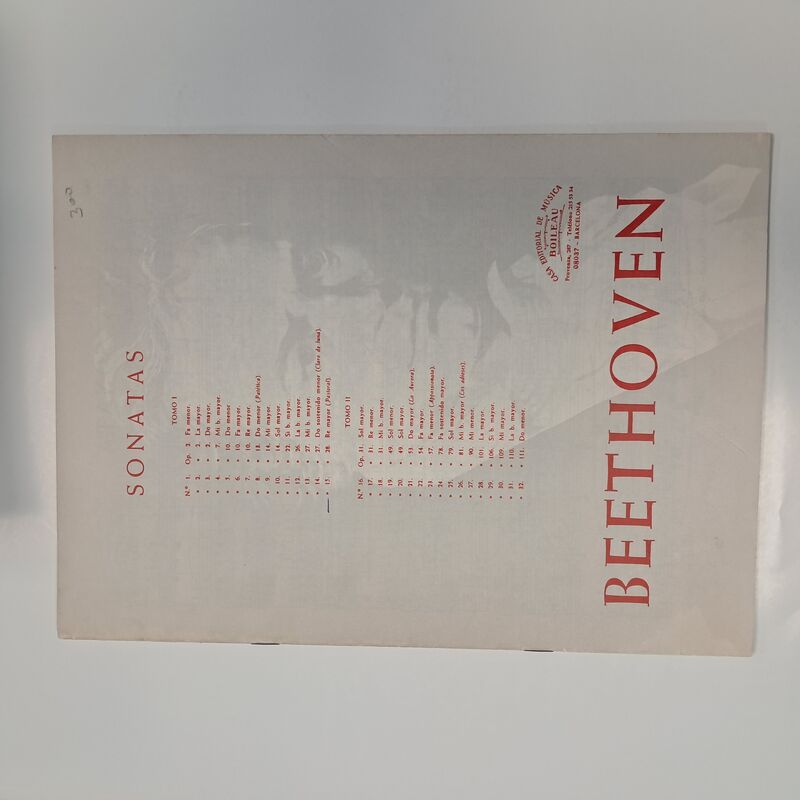 300
SONATAS
TOMO I
N.º 1. Op. 2. Fa menor.
» 2. » 2. La mayor.
» 3. » 2. Do mayor.
» 4. » 7. Mi b. mayor.
» 5. » 10. Do menor
» 6. » 10. Fa mayor.
» 7. » 10. Re mayor.
» 8. » 13. Do menor (Patética).
» 9. » 14. Mi mayor.
» 10. » 14. Sol mayor.
» 11. » 22. Si b. mayor.
» 12. » 26. La b. mayor.
» 13. » 27. Mi b. mayor.
» 14. » 27. Do sostenido menor (Claro de luna).
» 15. » 28. Re mayor (Pastoral).
TOMO II
N.º 16. Op. 31. Sol mayor.
» 17. » 31. Re menor.
» 18. » 31. Mi b. mayor.
» 19. » 49. Sol menor.
» 20. » 49. Sol mayor.
» 21. » 53. Do mayor (La Aurora).
» 22. » 54. Fa mayor.
» 23. » 57. Fa menor (Appassionata).
» 24. » 78. Fa sostenido mayor.
» 25. » 79. Sol mayor.
» 26. » 81. Mi b. mayor (Los adioses).
» 27. » 90. Mi menor.
» 28. » 101. La mayor.
» 29. » 106. Si b. mayor.
» 30. » 109. Mi mayor.
» 31. » 110. La b. mayor.
» 32. » 111. Do menor.
CASA EDITORIAL DE MUSICA
BOILEAU
Provenza, 287 - Teléfono 215 53 34
08037 - BARCELONA
BEETHOVEN